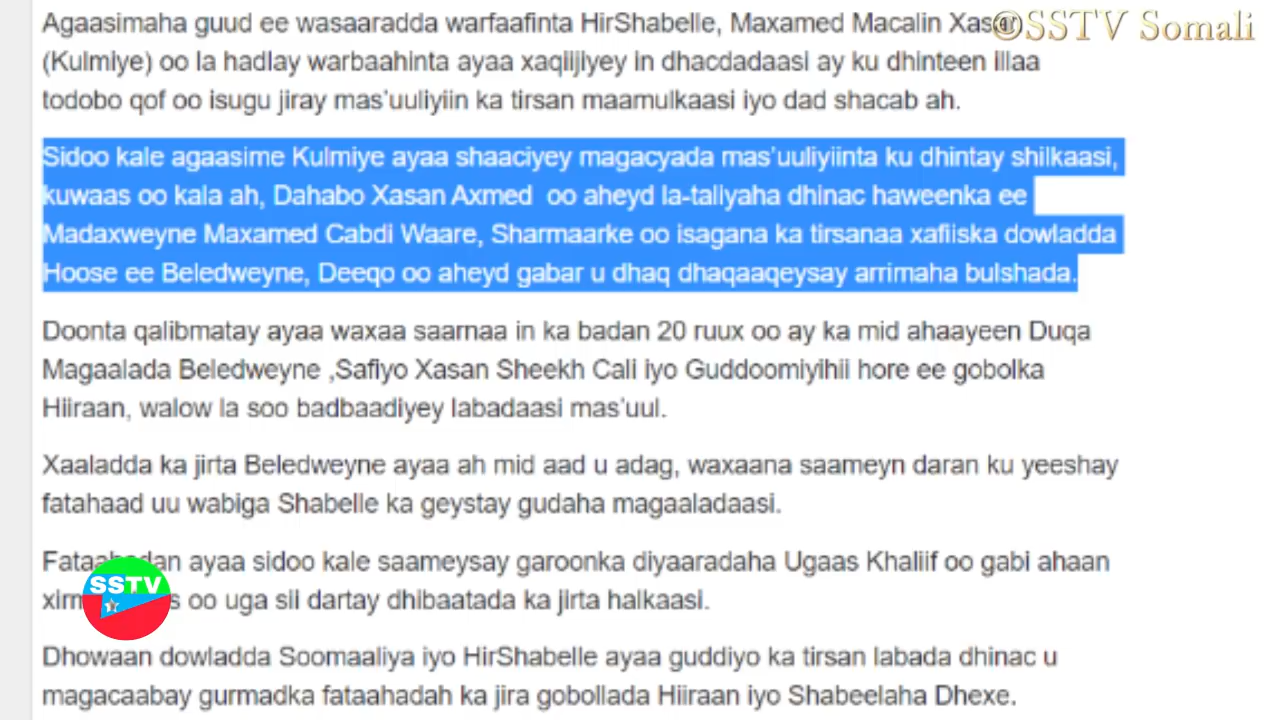 Agaasimaha guud ee wasaaradda warfaafinta HirShabelle, Maxamed Macalin Xasan
©SSTV Somali
(Kulmiye) oo la hadlay warbaahinta ayaa xaqiijiyey in dhacdadaasi ay ku dhinteen illaa
todobo qof oo isugu jiray mas'uuliyiin ka tirsan maamulkaasi iyo dad shacab ah.
Sidoo kale agaasime Kulmiye ayaa shaaciyey magacyada mas'uuliyiinta ku dhintay shilkaasi,
kuwaas oo kala ah, Dahabo Xasan Axmed oo aheyd la-taliyaha dhinac haweenka ee
Madaxweyne Maxamed Cabdi Waare, Sharmaarke oo isagana ka tirsanaa xafiiska dowladda
Hoose ee Beledweyne, Deeqo oo aheyd gabar u dhaq dhaqaaqeysay arrimaha bulshada.
Doonta qalibmatay ayaa waxaa saarnaa in ka badan 20 ruux oo ay ka mid ahaayeen Duqa
Magaalada Beledweyne ,Safiyo Xasan Sheekh Cali iyo Guddoomiyihii hore ee gobolka
Hiiraan, walow la soo badbaadiyey labadaasi mas'uul.
Xaaladda ka jirta Beledweyne ayaa ah mid aad u adag, waxaana saameyn daran ku yeeshay
fatahaad uu wabiga Shabelle ka geystay gudaha magaaladaasi.
ayaa sidoo kale saameysay garoonka diyaaradaha Ugaas Khaliif oo gabi ahaan
oo uga sii dartay dhibaatada ka jirta halkaasi.
SSTV
Dhowaan dowladda Soomaaliya iyo HirShabelle ayaa guddiyo ka tirsan labada dhinac u
magacaabay gurmadka fataahadah ka jira gobollada Hiiraan iyo Shabeelaha Dhexe.